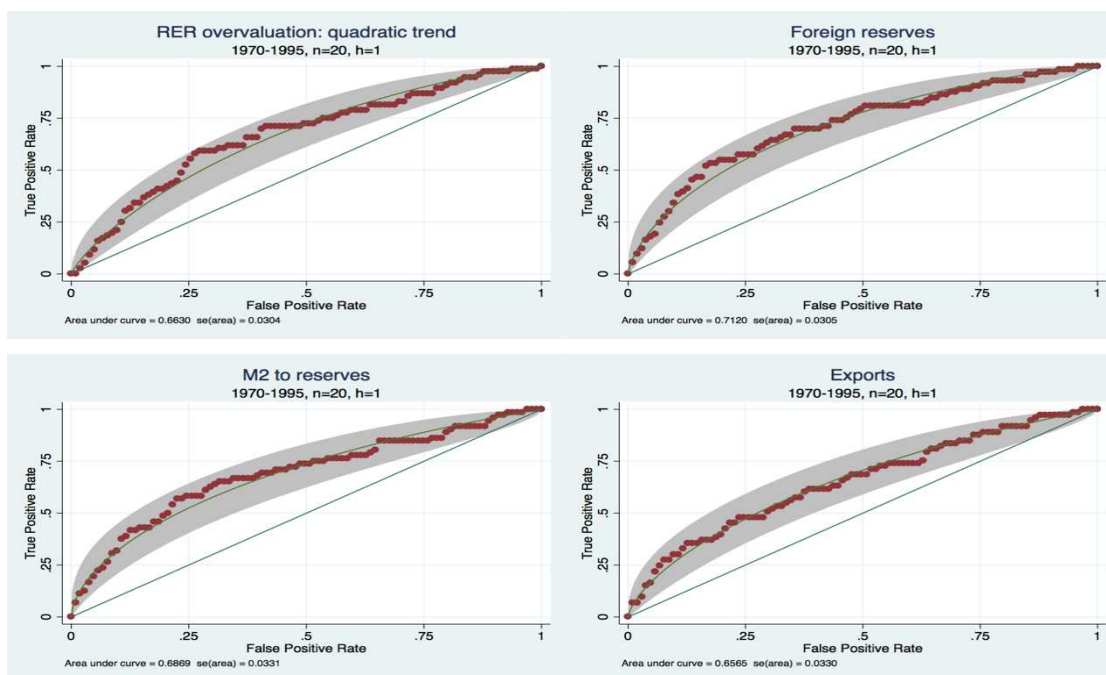 RER overvaluation: quadratic trend
1970-1995, n=20, h=1
True Positive Rate
1
.75
.5
.25
0
0 .25 .5 .75 1
False Positive Rate
Area under curve = 0.6630 se(area) = 0.0304
Foreign reserves
1970-1995, n=20, h=1
True Positive Rate
1
.75
.5
.25
0
0 .25 .5 .75 1
False Positive Rate
Area under curve = 0.7120 se(area) = 0.0305
M2 to reserves
1970-1995, n=20, h=1
True Positive Rate
1
.75
.5
.25
0
0 .25 .5 .75 1
False Positive Rate
Area under curve = 0.6869 se(area) = 0.0331
Exports
1970-1995, n=20, h=1
True Positive Rate
1
.75
.5
.25
0
0 .25 .5 .75 1
False Positive Rate
Area under curve = 0.6565 se(area) = 0.0330